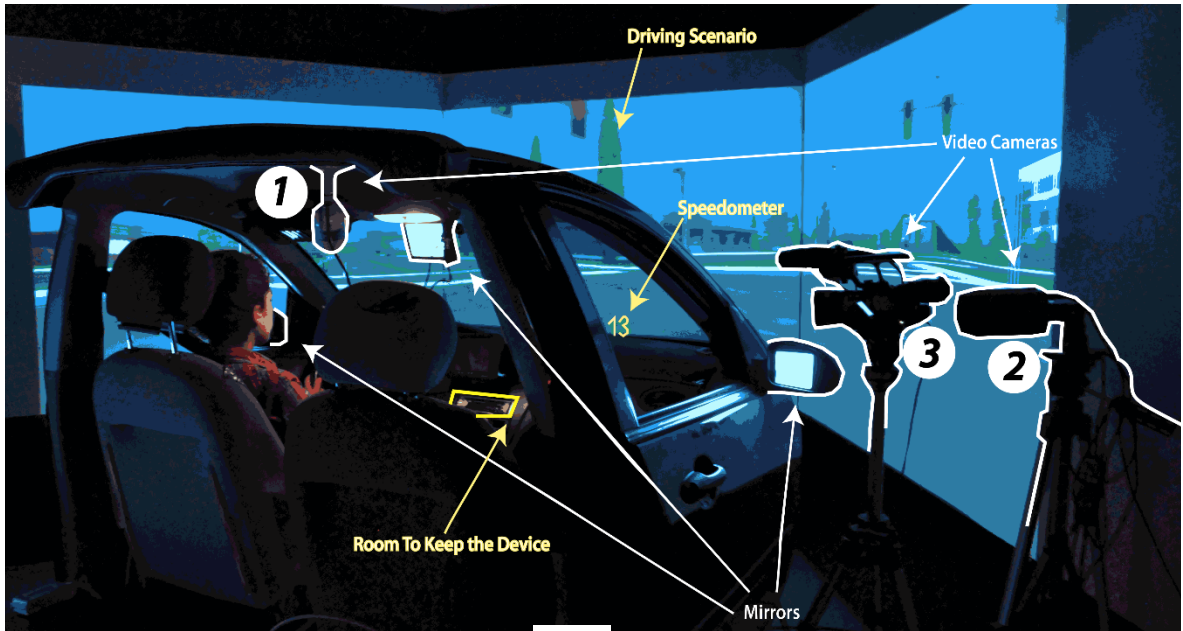 Driving Scenario
Video Cameras
1
Speedometer
13
3
2
Room To Keep the Device
Mirrors